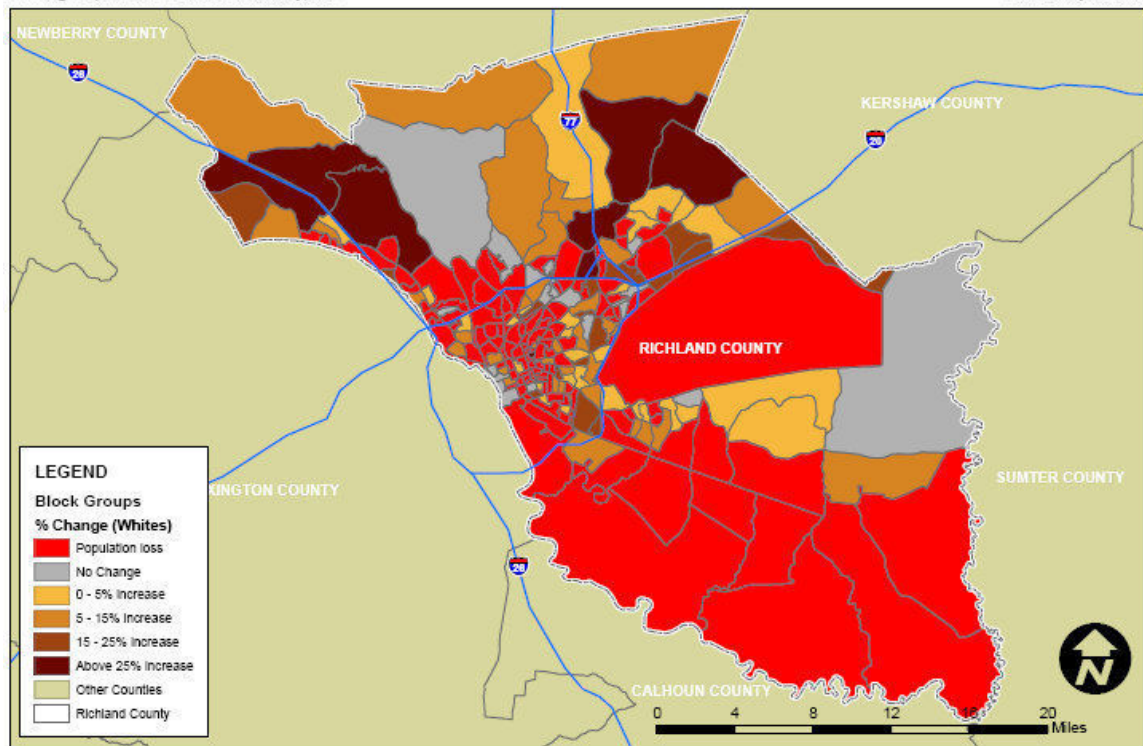 NEWBERRY COUNTY
26
KERSHAW COUNTY
77
20
RICHLAND COUNTY
LEGEND
Block Groups
% Change (Whites)
Population loss
No Change
0 - 5% Increase
5 - 15% Increase
15 - 25% Increase
Above 25% Increase
Other Counties
Richland County
XINGTON COUNTY
SUMTER COUNTY
26
CALHOUN COUNTY
N
0 4 8 12 16 20
Miles